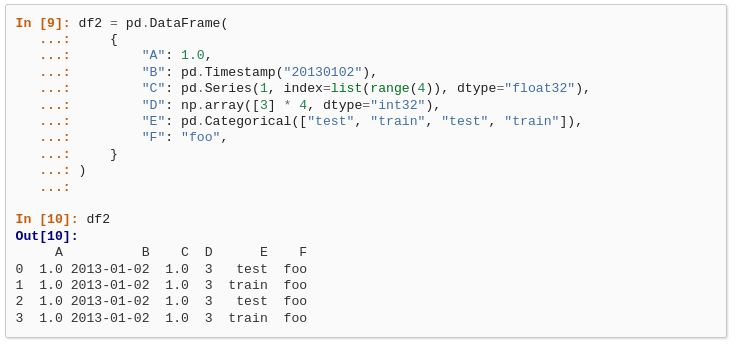 In [9]: df2 = pd.DataFrame(
   ...:     {
   ...:         "A": 1.0,
   ...:         "B": pd.Timestamp("20130102"),
   ...:         "C": pd.Series(1, index=list(range(4)), dtype="float32"),
   ...:         "D": np.array([3] * 4, dtype="int32"),
   ...:         "E": pd.Categorical(["test", "train", "test", "train"]),
   ...:         "F": "foo",
   ...:     }
   ...: )
   ...:

In [10]: df2
Out[10]:
     A          B    C  D      E    F
0  1.0 2013-01-02  1.0  3   test  foo
1  1.0 2013-01-02  1.0  3  train  foo
2  1.0 2013-01-02  1.0  3   test  foo
3  1.0 2013-01-02  1.0  3  train  foo